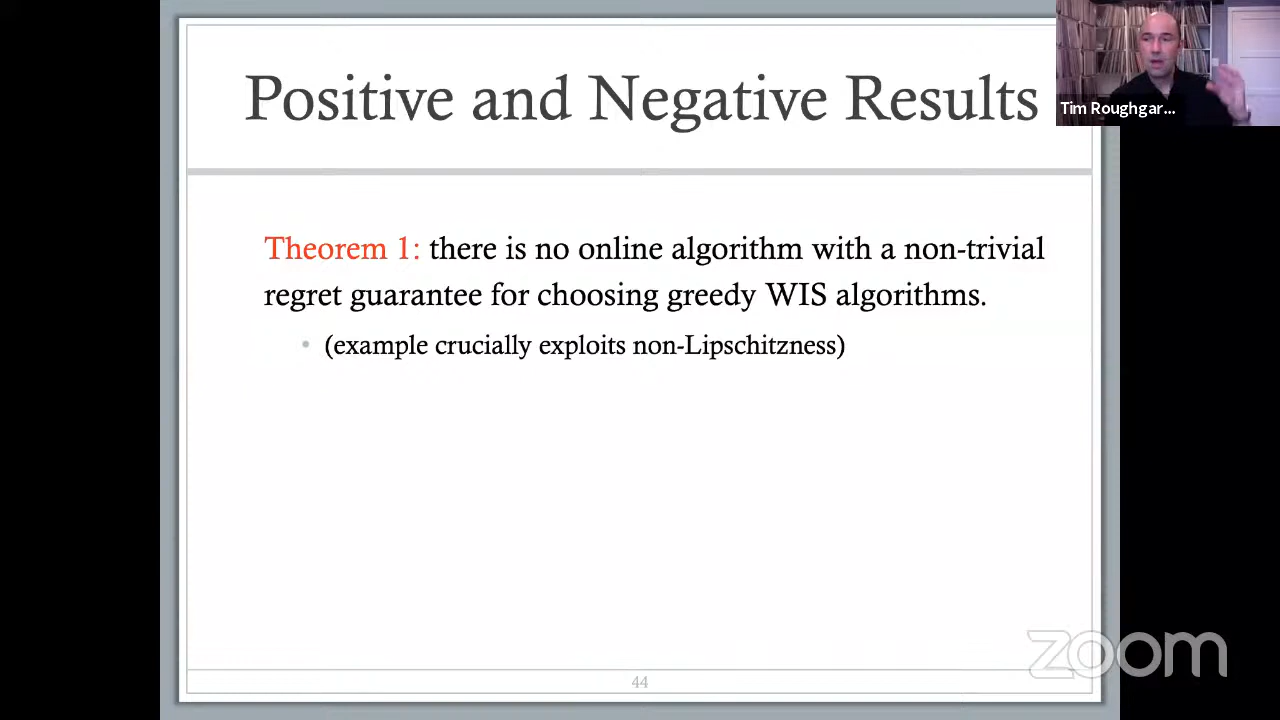 Positive and Negative Results
Tim Roughgar...
Theorem 1: there is no online algorithm with a non-trivial
regret guarantee for choosing greedy WIS algorithms.
• (example crucially exploits non-Lipschitzness)
44
zoom